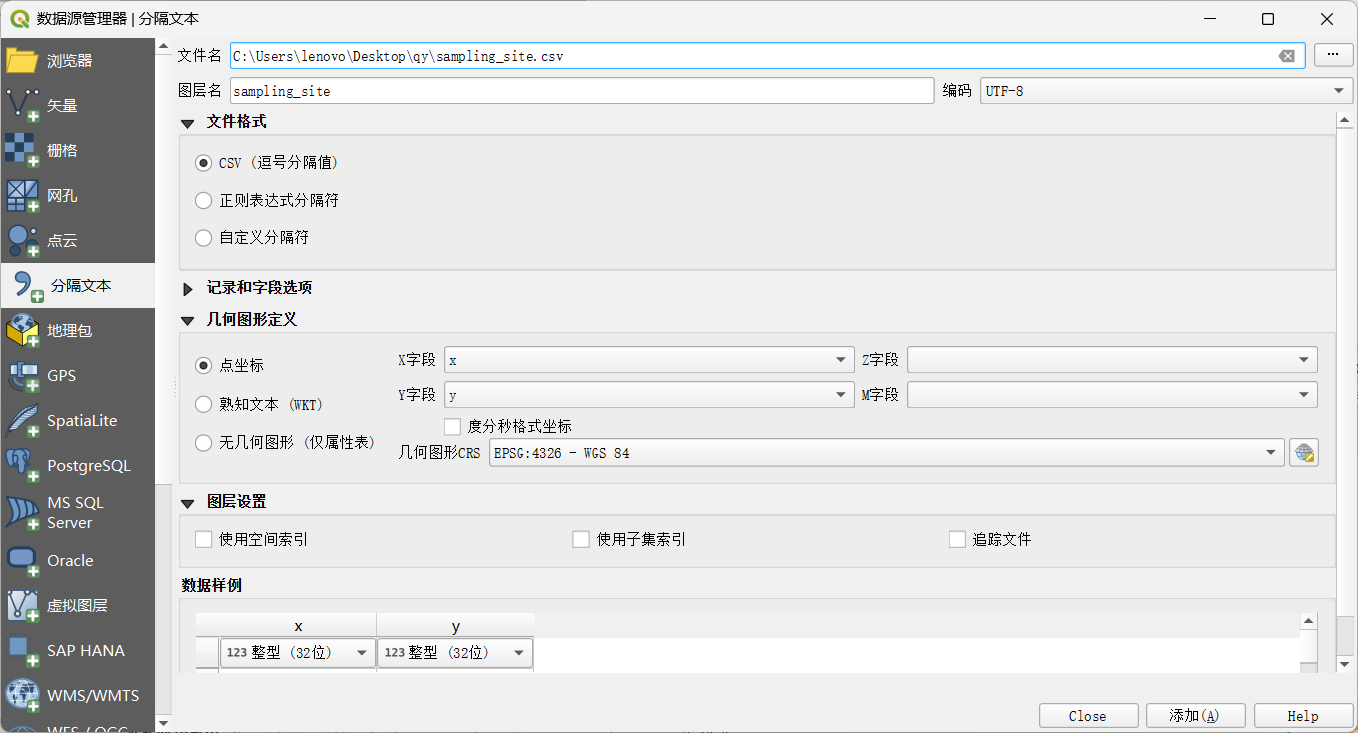 数据源管理器 | 分隔文本
浏览器
矢量
栅格
网孔
点云
分隔文本
地理包
GPS
SpatiaLite
PostgreSQL
MS SQL
Server
Oracle
虚拟图层
SAP HANA
WMS/WMTS
WFS / OGC
文件名 C:\Users\lenovo\Desktop\qy\sampling_site.csv ...
图层名 sampling_site 编码 UTF-8
文件格式
CSV (逗号分隔值)
正则表达式分隔符
自定义分隔符
记录和字段选项
几何图形定义
点坐标 X字段 x Z字段
熟知文本 (WKT) Y字段 y M字段
度分秒格式坐标
无几何图形 (仅属性表) 几何图形CRS EPSG:4326 - WGS 84
图层设置
使用空间索引 使用子集索引 追踪文件
数据样例
x y
123 整型 (32位) 123 整型 (32位)
Close 添加(A) Help